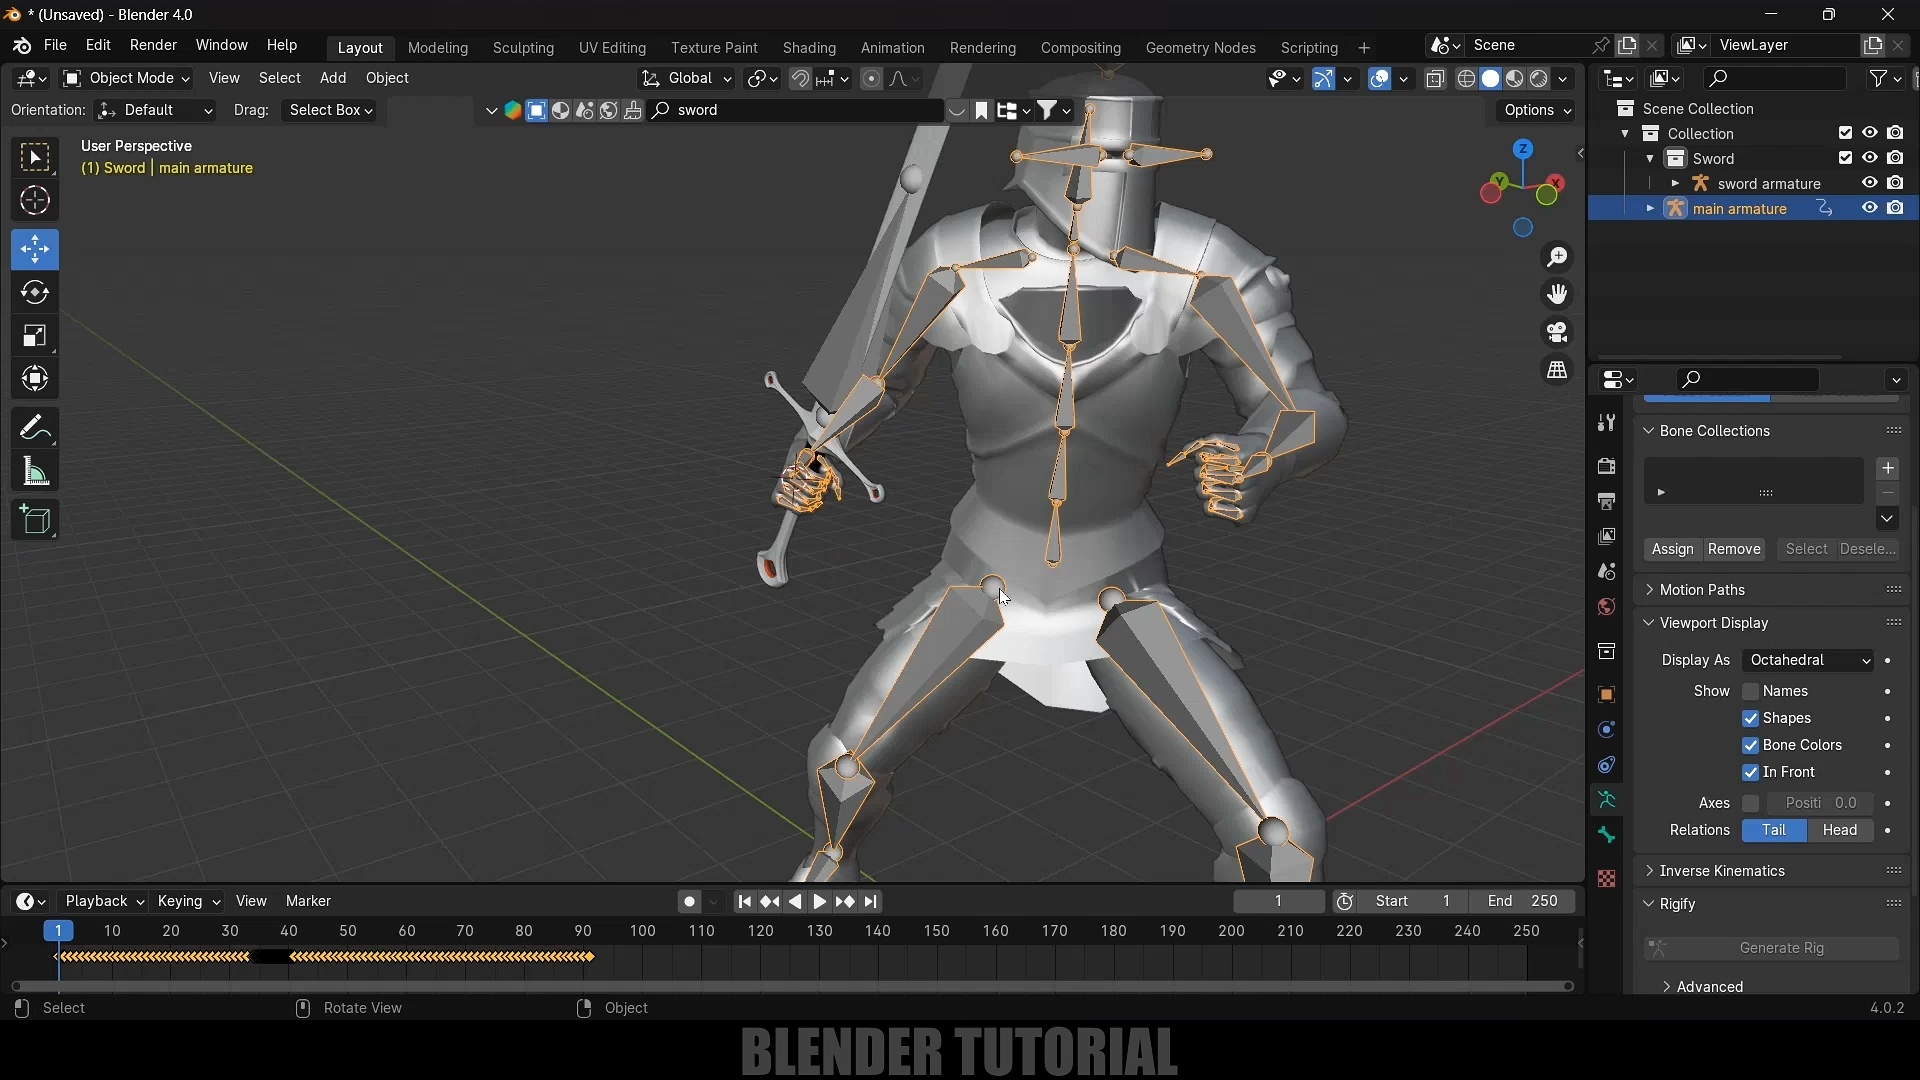 * (Unsaved) - Blender 4.0
File Edit Render Window Help Layout Modeling Sculpting UV Editing Texture Paint Shading Animation Rendering Compositing Geometry Nodes Scripting + Scene ViewLayer
Object Mode View Select Add Object Global
Orientation: Default Drag: Select Box sword Options
User Perspective
(1) Sword | main armature
Z
Y X
Scene Collection
Collection
Sword
sword armature
main armature
Bone Collections
Assign Remove Select Desele...
Motion Paths
Viewport Display
Display As Octahedral
Show Names
Shapes
Bone Colors
In Front
Axes Positi 0.0
Relations Tail Head
Inverse Kinematics
Rigify
Generate Rig
Advanced
Playback Keying View Marker 1 Start 1 End 250
1 10 20 30 40 50 60 70 80 90 100 110 120 130 140 150 160 170 180 190 200 210 220 230 240 250
Select Rotate View Object 4.0.2
BLENDER TUTORIAL